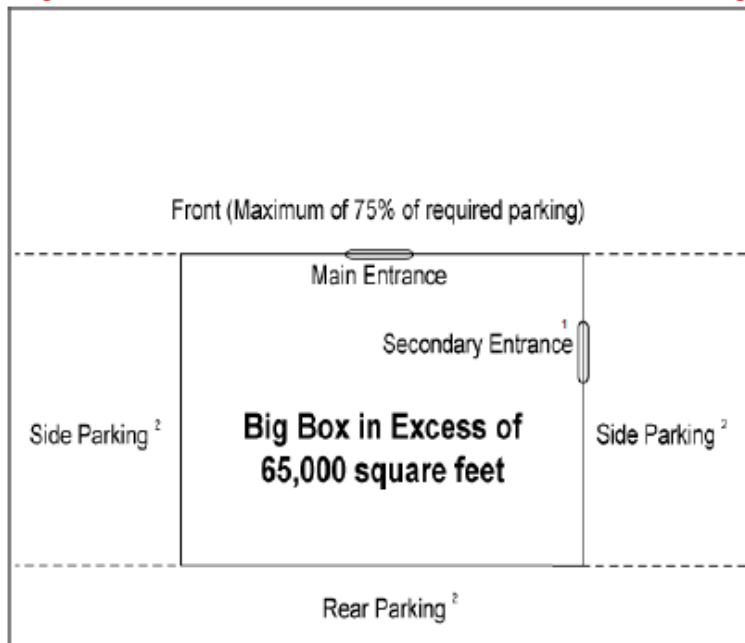 Front (Maximum of 75% of required parking)
Main Entrance
Secondary Entrance 1
Side Parking 2
Big Box in Excess of
65,000 square feet
Side Parking 2
Rear Parking 2